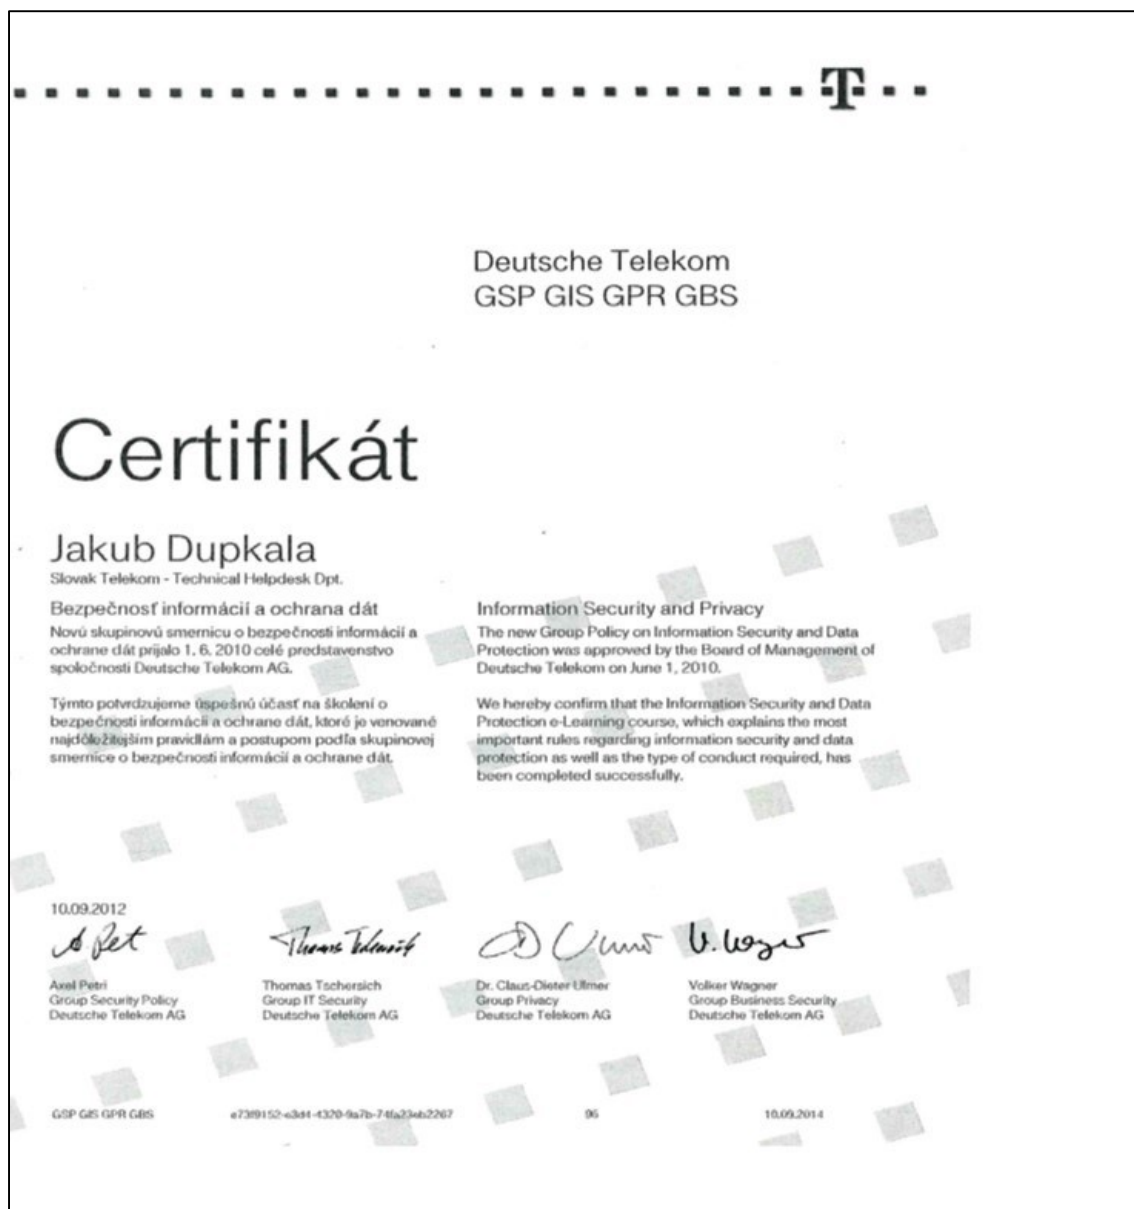 T
Deutsche Telekom
GSP GIS GPR GBS
Certifikát
Jakub Dupkala
Slovak Telekom - Technical Helpdesk Dpt.
Bezpečnosť informácií a ochrana dát
Novú skupinovú smernicu o bezpečnosti informácií a
ochrane dát prijalo 1. 6. 2010 celé predstavenstvo
spoločnosti Deutsche Telekom AG.
Týmto potvrdzujeme úspešnú účasť na školení o
bezpečnosti informácií a ochrane dát, ktoré je venované
najdôležitejším pravidlám a postupom podľa skupinovej
smernice o bezpečnosti informácií a ochrane dát.
Information Security and Privacy
The new Group Policy on Information Security and Data
Protection was approved by the Board of Management of
Deutsche Telekom on June 1, 2010.
We hereby confirm that the Information Security and Data
Protection e-Learning course, which explains the most
important rules regarding information security and data
protection as well as the type of conduct required, has
been completed successfully.
10.09.2012
Axel Petri
Group Security Policy
Deutsche Telekom AG
Thomas Tschersich
Group IT Security
Deutsche Telekom AG
Dr. Claus-Dieter Ulmer
Group Privacy
Deutsche Telekom AG
Volker Wagner
Group Business Security
Deutsche Telekom AG
GSP GIS GPR GBS
96
10.09.2014